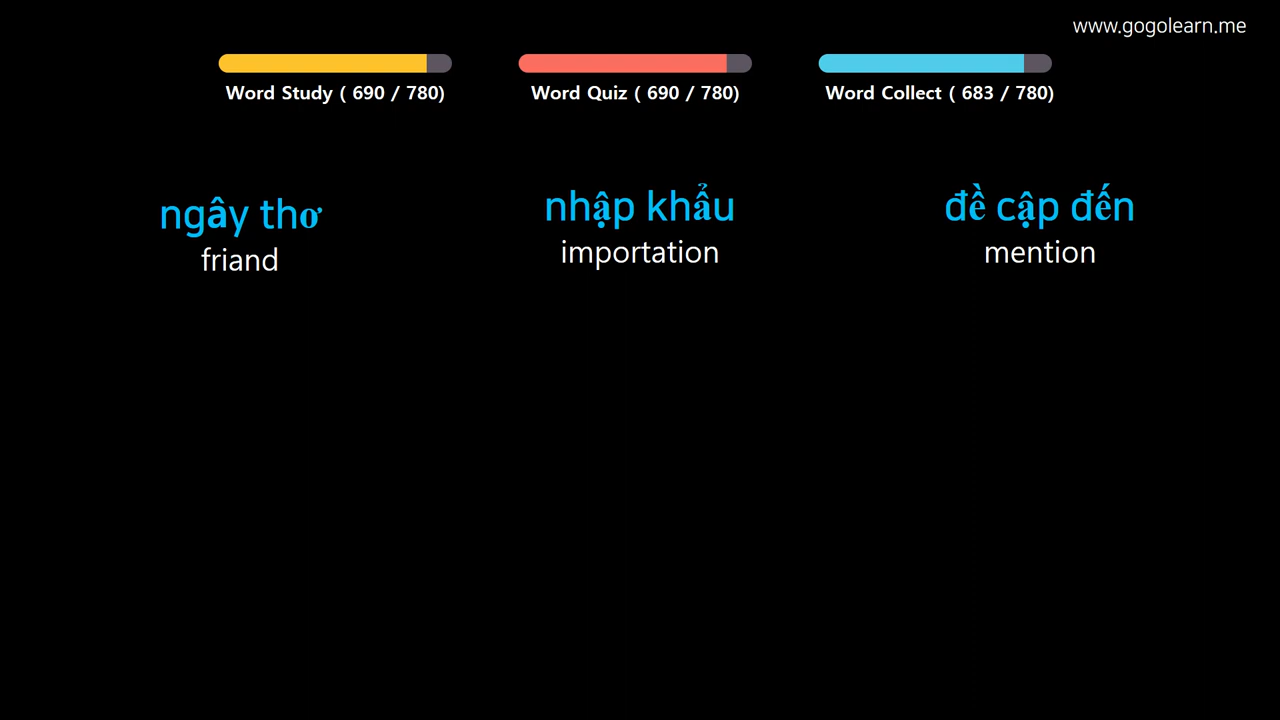 www.gogolearn.me
Word Study ( 690 / 780)
Word Quiz ( 690 / 780)
Word Collect ( 683 / 780)
ngây thơ
friand
nhập khẩu
importation
đề cập đến
mention